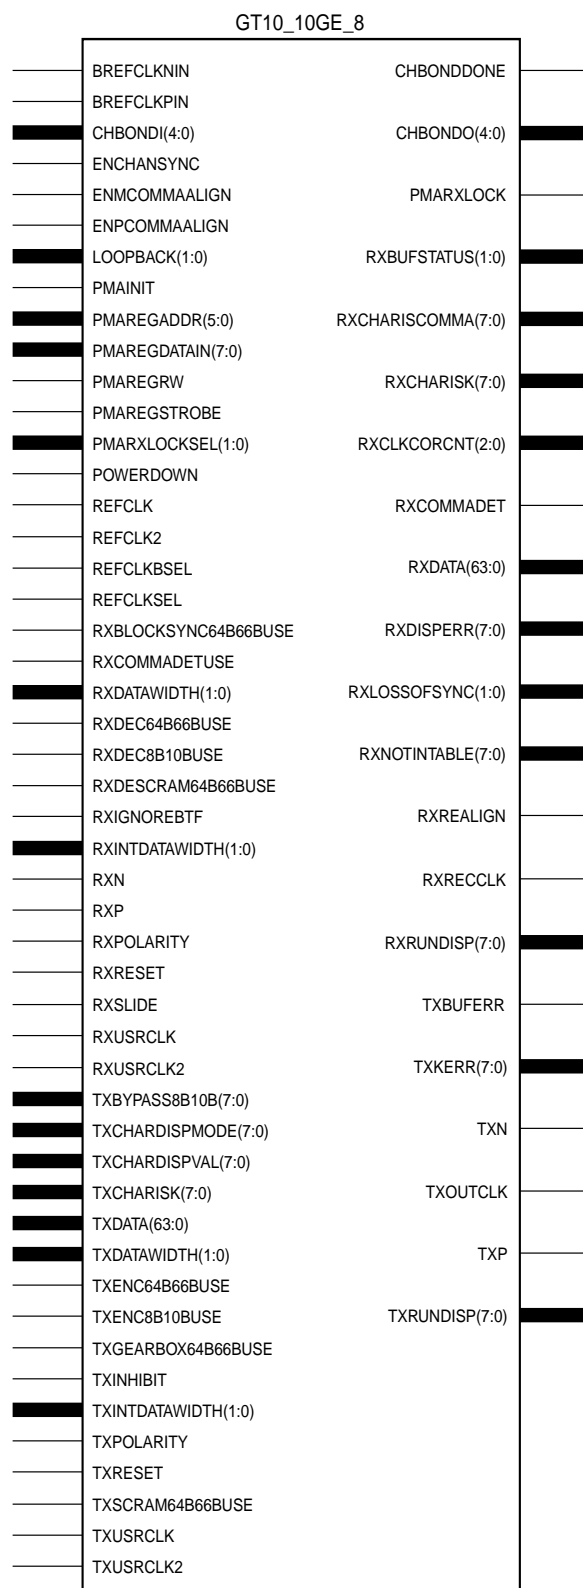 GT10_10GE_8
BREFCLKNIN CHBONDDONE
BREFCLKPIN
CHBONDI(4:0) CHBONDO(4:0)
ENCHANSYNC
ENMCOMMAALIGN PMARXLOCK
ENPCOMMAALIGN
LOOPBACK(1:0) RXBUFSTATUS(1:0)
PMAINIT
PMAREGADDR(5:0) RXCHARISCOMMA(7:0)
PMAREGDATAIN(7:0)
PMAREGRW RXCHARISK(7:0)
PMAREGSTROBE
PMARXLOCKSEL(1:0) RXCLKCORCNT(2:0)
POWERDOWN
REFCLK RXCOMMADET
REFCLK2
REFCLKBSEL RXDATA(63:0)
REFCLKSEL
RXBLOCKSYNC64B66BUSE RXDISPERR(7:0)
RXCOMMADETUSE
RXDATAWIDTH(1:0) RXLOSSOFSYNC(1:0)
RXDEC64B66BUSE
RXDEC8B10BUSE RXNOTINTABLE(7:0)
RXDESCRAM64B66BUSE
RXIGNOREBTF RXREALIGN
RXINTDATAWIDTH(1:0)
RXN RXRECCLK
RXP
RXPOLARITY RXRUNDISP(7:0)
RXRESET
RXSLIDE TXBUFERR
RXUSRCLK
RXUSRCLK2 TXKERR(7:0)
TXBYPASS8B10B(7:0)
TXCHARDISPMODE(7:0) TXN
TXCHARDISPVAL(7:0)
TXCHARISK(7:0) TXOUTCLK
TXDATA(63:0)
TXDATAWIDTH(1:0) TXP
TXENC64B66BUSE
TXENC8B10BUSE TXRUNDISP(7:0)
TXGEARBOX64B66BUSE
TXINHIBIT
TXINTDATAWIDTH(1:0)
TXPOLARITY
TXRESET
TXSCRAM64B66BUSE
TXUSRCLK
TXUSRCLK2